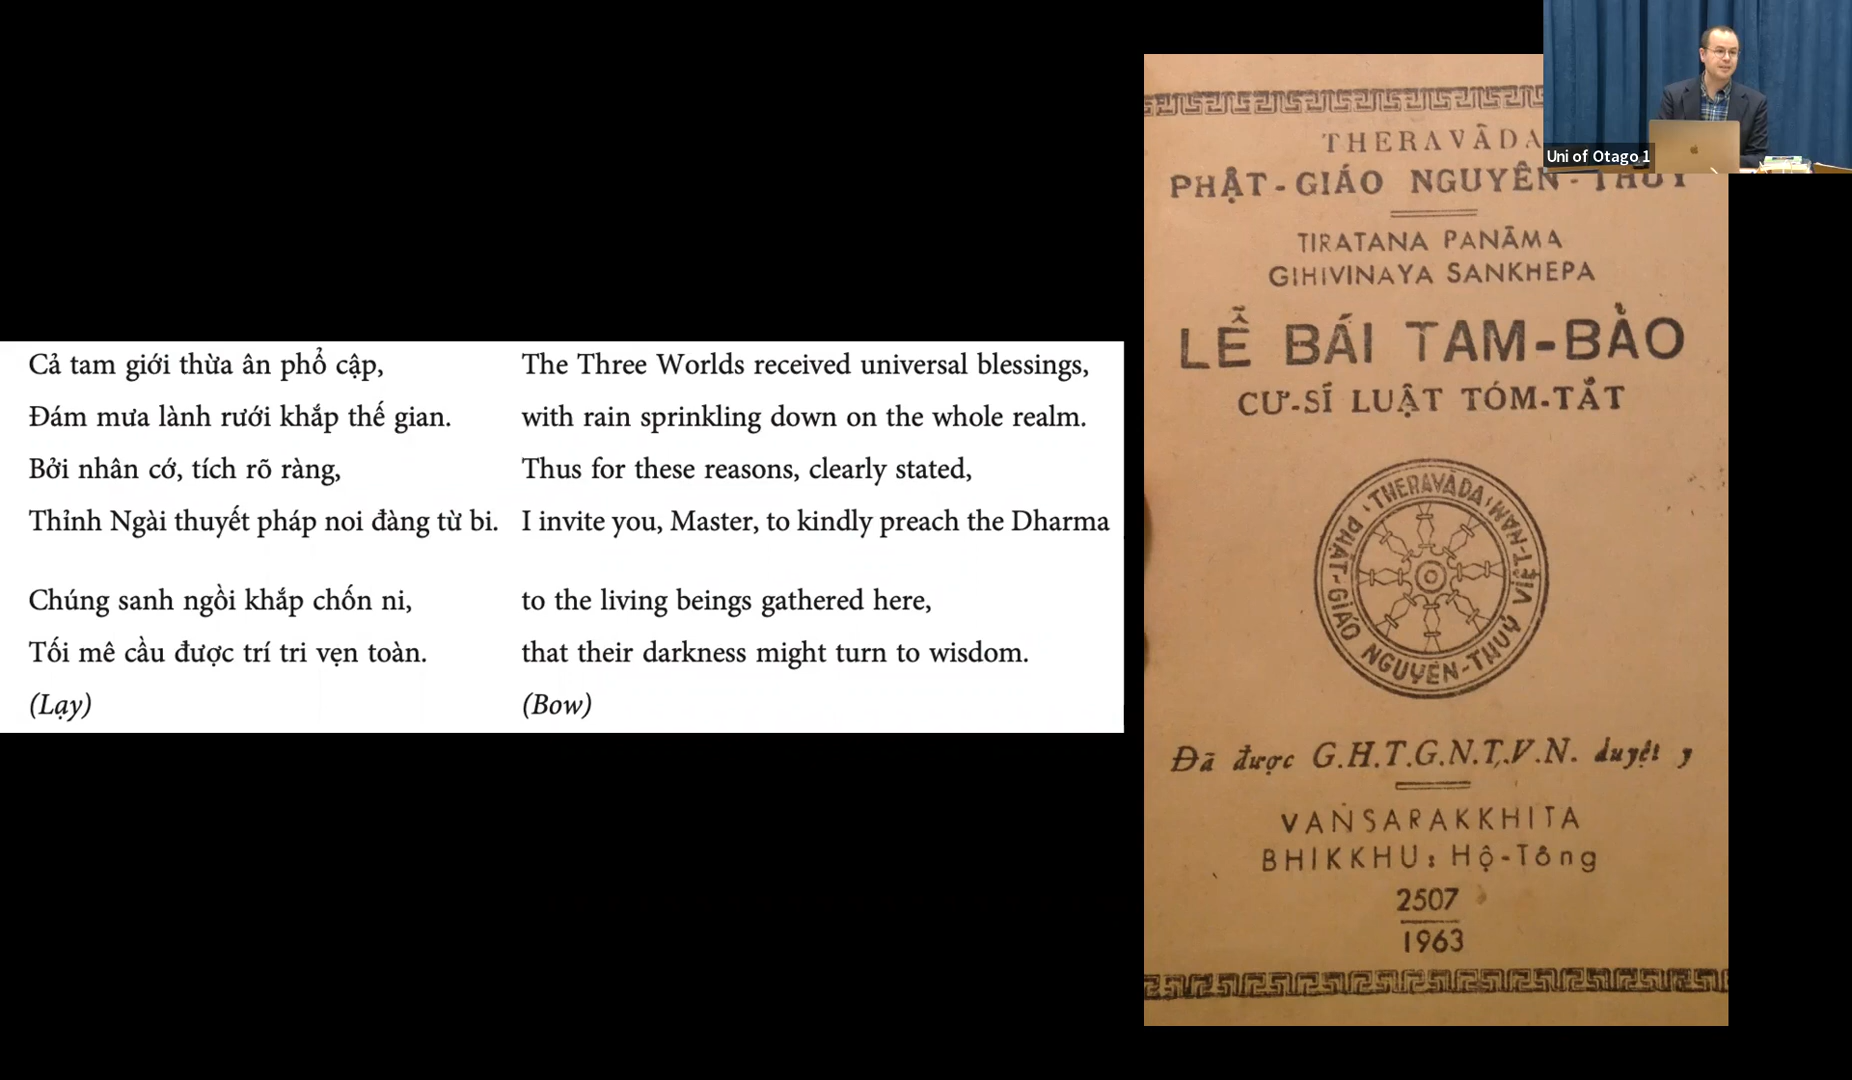 Cả tam giới thừa ân phổ cập,
Đám mưa lành rưới khắp thế gian.
Bởi nhân cớ, tích rõ ràng,
Thỉnh Ngài thuyết pháp noi đàng từ bi.
Chúng sanh ngồi khắp chốn ni,
Tối mê cầu được trí tri vẹn toàn.
(Lạy)
The Three Worlds received universal blessings,
with rain sprinkling down on the whole realm.
Thus for these reasons, clearly stated,
I invite you, Master, to kindly preach the Dharma
to the living beings gathered here,
that their darkness might turn to wisdom.
(Bow)
THERAVĀDA
PHẬT-GIÁO NGUYÊN-THUỶ
TIRATANA PANĀMA
GIHIVINAYA SANKHEPA
LỄ BÁI TAM-BẢO
CƯ-SĨ LUẬT TÓM-TẮT
THERAVĀDA VIỆT-NAM
PHẬT-GIÁO NGUYÊN-THUỶ
Đã được G.H.T.G.N.T.V.N. duyệt y
VAṄSARAKKHITA
BHIKKHU: Hộ-Tông
2507
1963
Uni of Otago 1